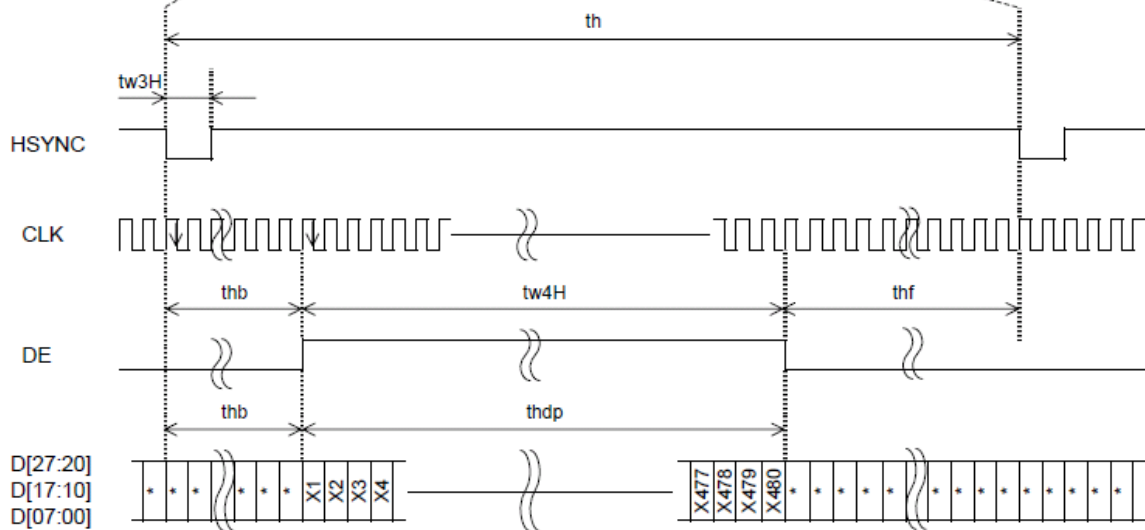 th
tw3H
HSYNC
CLK
thb tw4H thf
DE
thb thdp
D[27:20]
D[17:10] * * * * * * X1 X2 X3 X4 X477 X478 X479 X480 * * * * * * * * * * * * * *
D[07:00]